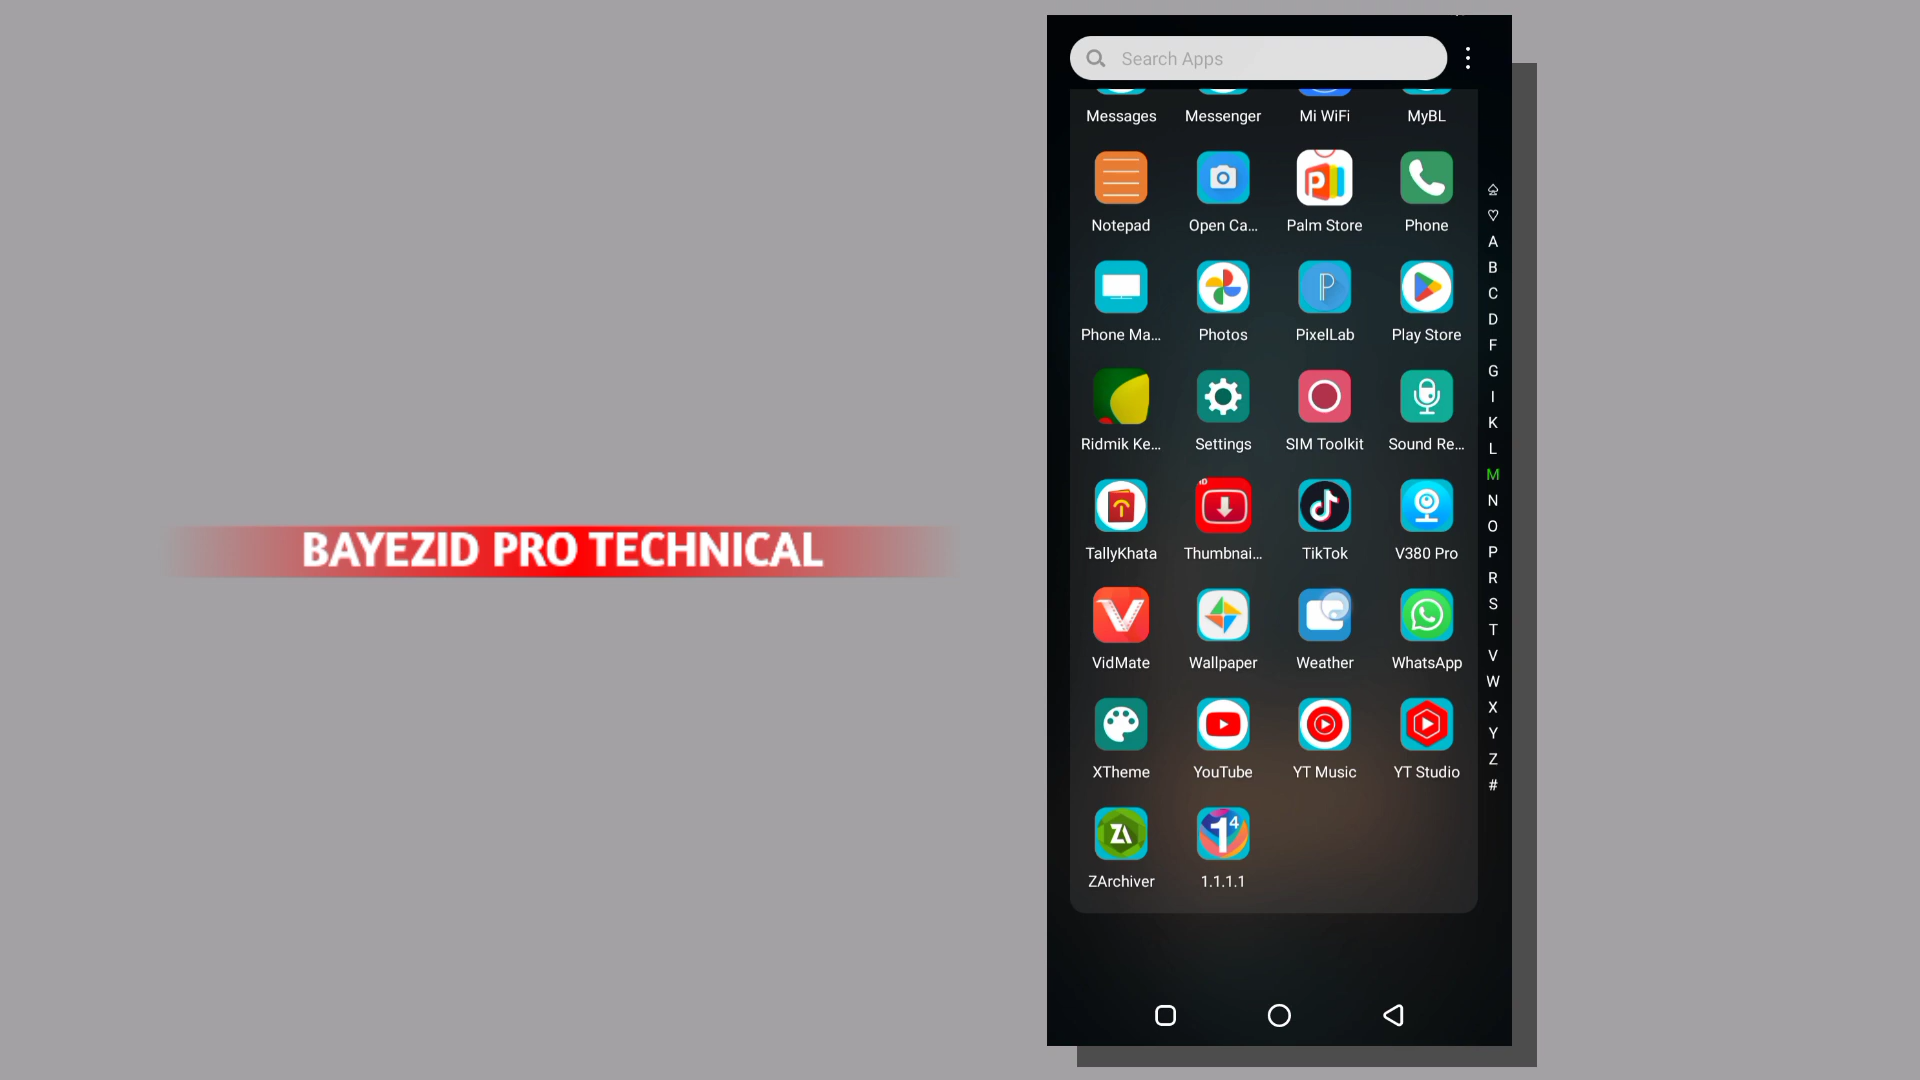 BAYEZID PRO TECHNICAL
Search Apps
Messages Messenger Mi WiFi MyBL
Notepad Open Ca... Palm Store Phone
Phone Ma... Photos PixelLab Play Store
Ridmik Ke... Settings SIM Toolkit Sound Re...
TallyKhata Thumbnai... TikTok V380 Pro
VidMate Wallpaper Weather WhatsApp
XTheme YouTube YT Music YT Studio
ZA
1⁴
ZArchiver 1.1.1.1
A
B
C
D
F
G
I
K
L
M
N
O
P
R
S
T
V
W
X
Y
Z
#